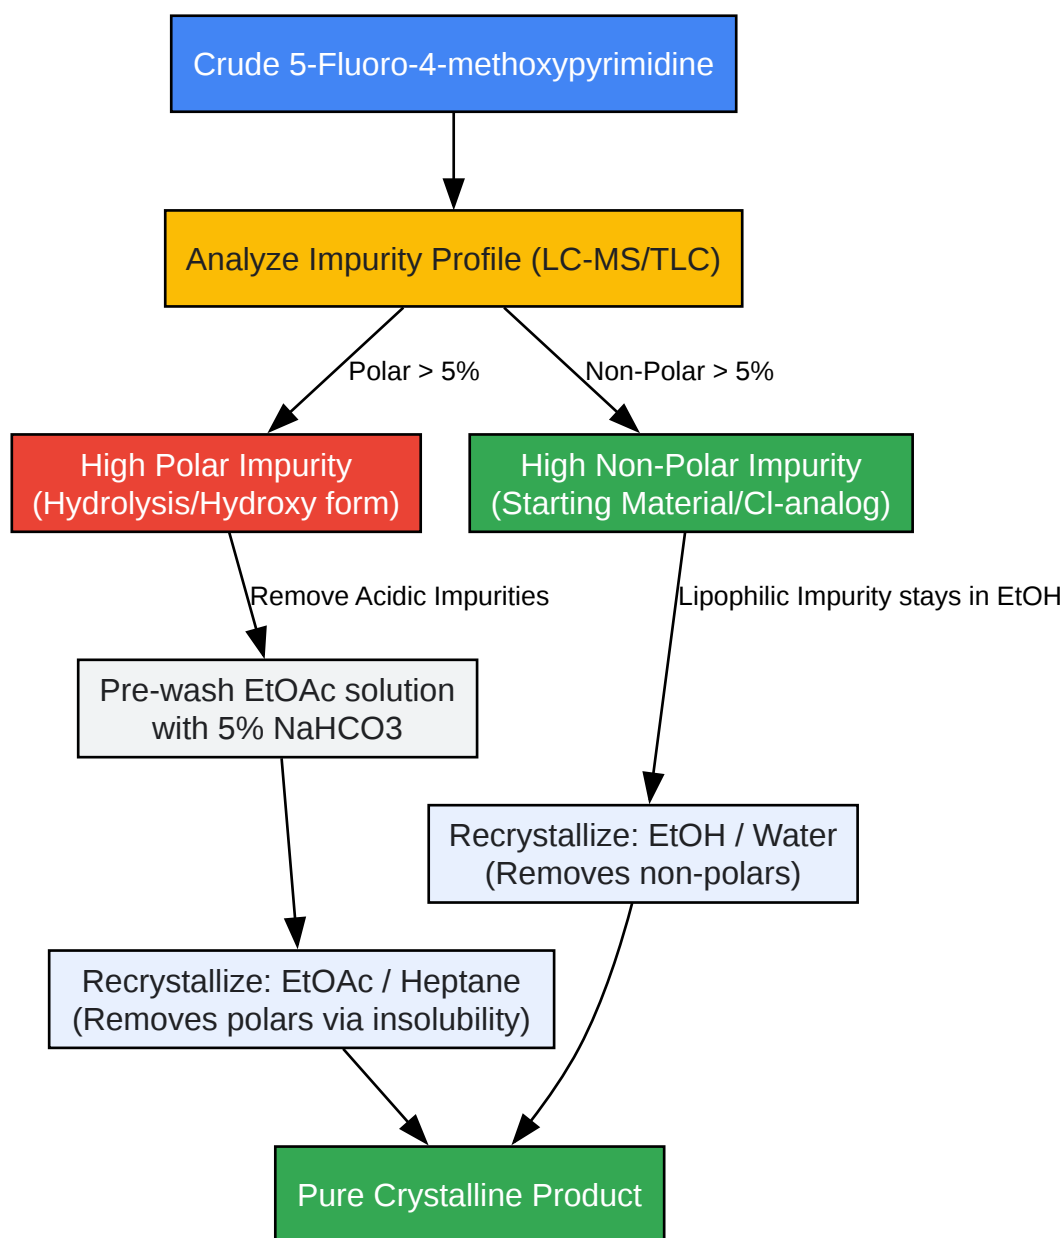 Crude 5-Fluoro-4-methoxypyrimidine
Analyze Impurity Profile (LC-MS/TLC)
Polar > 5%
Non-Polar > 5%
High Polar Impurity
(Hydrolysis/Hydroxy form)
High Non-Polar Impurity
(Starting Material/Cl-analog)
Remove Acidic Impurities
Lipophilic Impurity stays in EtOH
Pre-wash EtOAc solution
with 5% NaHCO3
Recrystallize: EtOH / Water
(Removes non-polars)
Recrystallize: EtOAc / Heptane
(Removes polars via insolubility)
Pure Crystalline Product